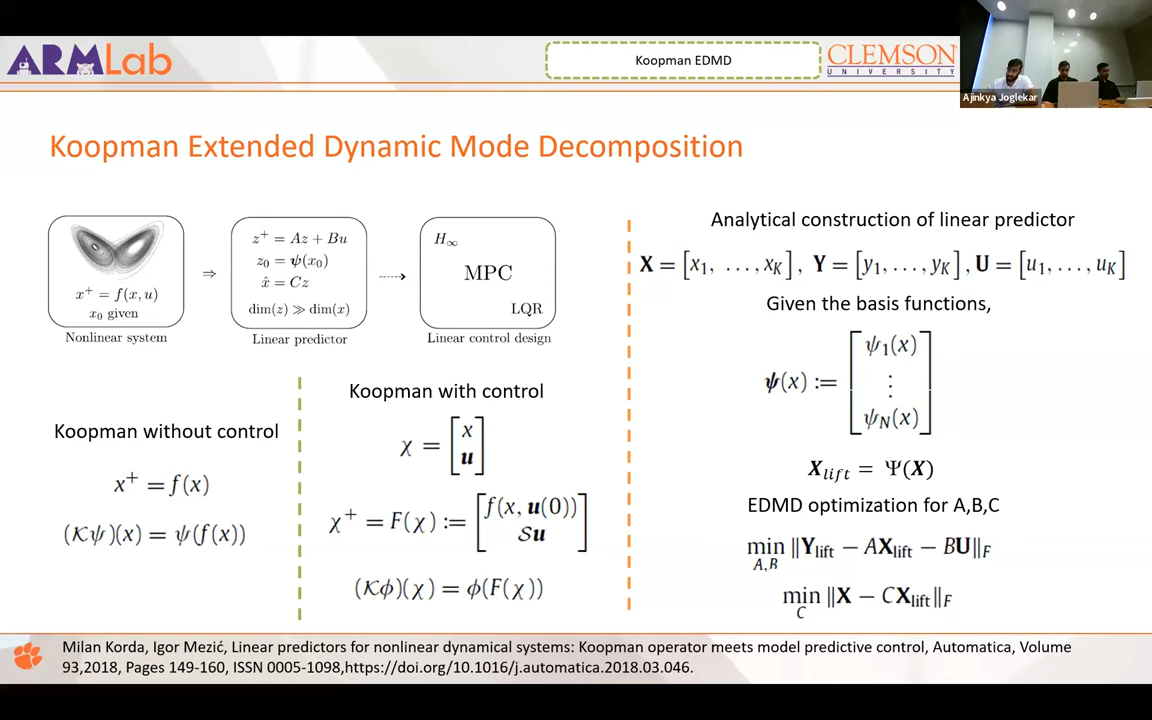 ARMLab
Koopman EDMD
CLEMSON
UNIVERSITY
Ajinkya Joglekar
Koopman Extended Dynamic Mode Decomposition
x⁺ = f(x, u)
x₀ given
Nonlinear system
⇒
z⁺ = Az + Bu
z₀ = ψ(x₀)
x̂ = Cz
dim(z) ≫ dim(x)
Linear predictor
H∞
MPC
LQR
Linear control design
Koopman without control
x⁺ = f(x)
(𝒦ψ)(x) = ψ(f(x))
Koopman with control
χ = [x u]
χ⁺ = F(χ) := [f(x, u(0)) 𝒮u]
(𝒦ϕ)(χ) = ϕ(F(χ))
Analytical construction of linear predictor
X = [x₁, …, x_K], Y = [y₁, …, y_K], U = [u₁, …, u_K]
Given the basis functions,
ψ(x) := [ψ₁(x) ⋮ ψ_N(x)]
X_lift = Ψ(X)
EDMD optimization for A,B,C
min_{A,B} ‖Y_lift − AX_lift − BU‖_F
min_C ‖X − CX_lift‖_F
Milan Korda, Igor Mezić, Linear predictors for nonlinear dynamical systems: Koopman operator meets model predictive control, Automatica, Volume
93,2018, Pages 149-160, ISSN 0005-1098,https://doi.org/10.1016/j.automatica.2018.03.046.